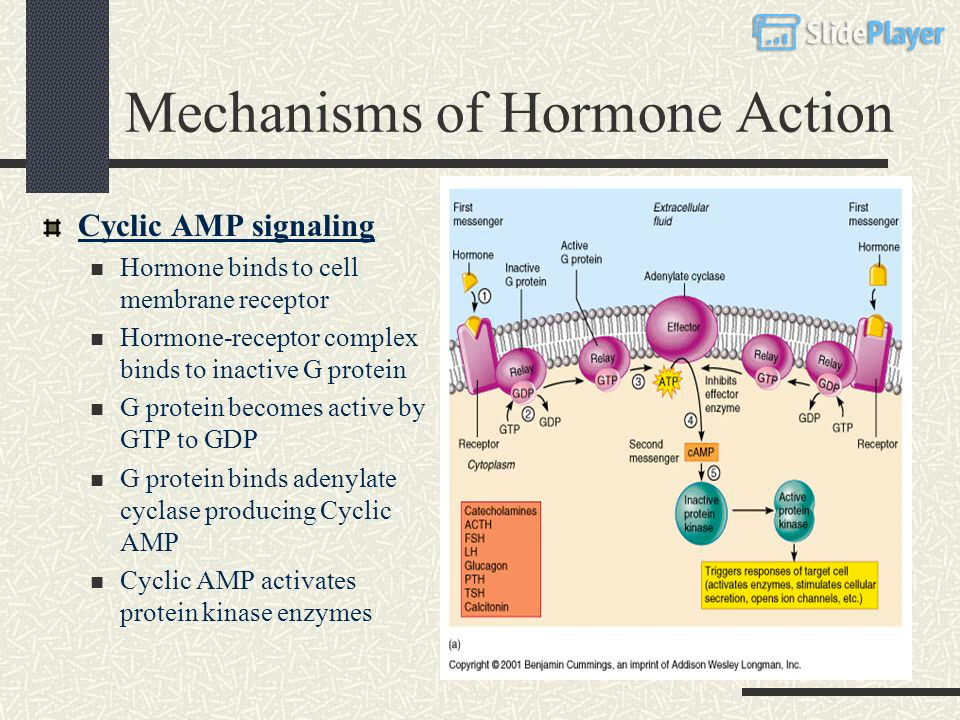 SlidePlayer
Mechanisms of Hormone Action
Cyclic AMP signaling
Hormone binds to cell
membrane receptor
Hormone-receptor complex
binds to inactive G protein
G protein becomes active by
GTP to GDP
G protein binds adenylate
cyclase producing Cyclic
AMP
Cyclic AMP activates
protein kinase enzymes
First
messenger
Extracellular
fluid
First
messenger
Hormone
Inactive
G protein
Active
G protein
Adenylate cyclase
Hormone
1
Effector
Relay
GDP
Relay
GTP
3
ATP
Inhibits
effector
enzyme
Relay
GTP
Relay
GDP
GTP
2
GDP
4
GDP
GTP
Receptor
Cytoplasm
Second
messenger
cAMP
Receptor
5
Inactive
protein
kinase
Active
protein
kinase
Catecholamines
ACTH
FSH
LH
Glucagon
PTH
TSH
Calcitonin
Triggers responses of target cell
(activates enzymes, stimulates cellular
secretion, opens ion channels, etc.)
(a)
Copyright © 2001 Benjamin Cummings, an imprint of Addison Wesley Longman, Inc.